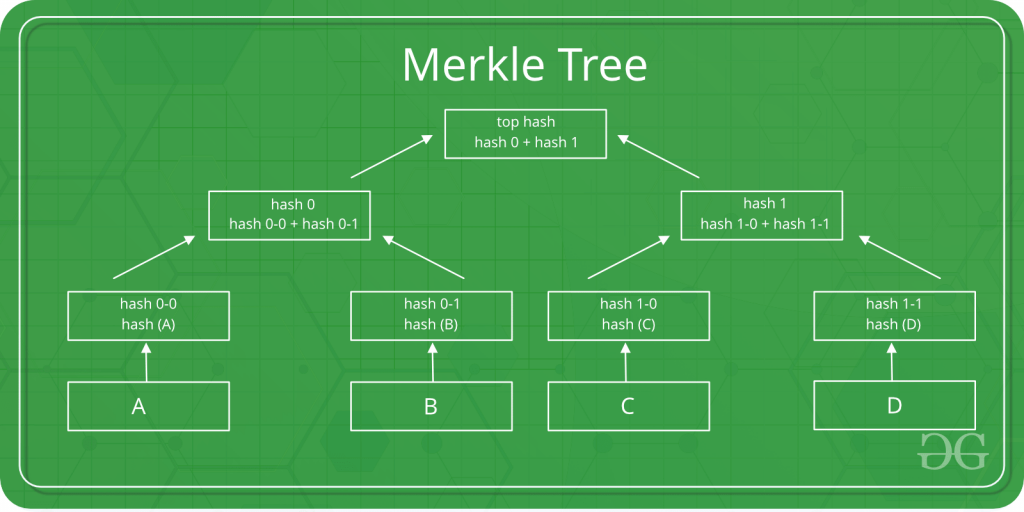 Merkle Tree
top hash
hash 0 + hash 1
hash 0
hash 0-0 + hash 0-1
hash 1
hash 1-0 + hash 1-1
hash 0-0
hash (A)
hash 0-1
hash (B)
hash 1-0
hash (C)
hash 1-1
hash (D)
A
B
C
D